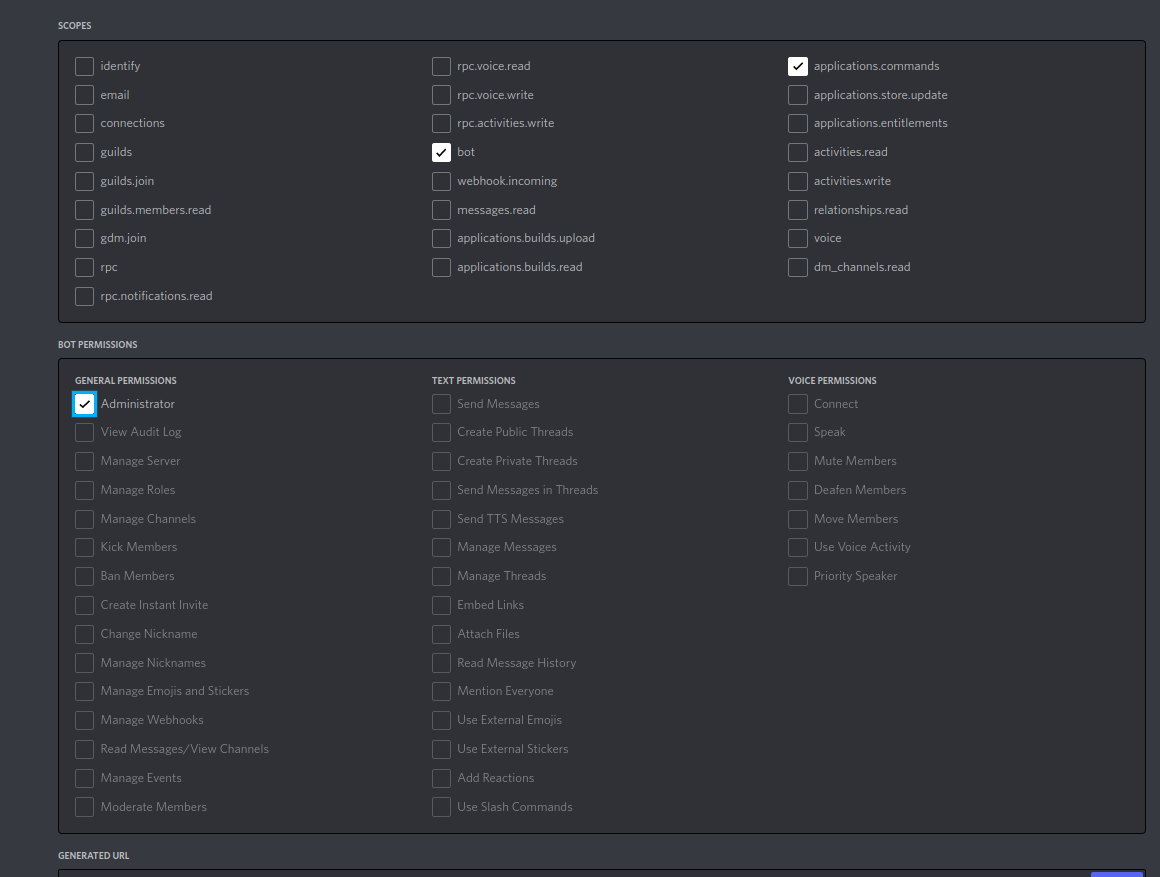 SCOPES
identify
email
connections
guilds
guilds.join
guilds.members.read
gdm.join
rpc
rpc.notifications.read
rpc.voice.read
rpc.voice.write
rpc.activities.write
bot
webhook.incoming
messages.read
applications.builds.upload
applications.builds.read
applications.commands
applications.store.update
applications.entitlements
activities.read
activities.write
relationships.read
voice
dm_channels.read
BOT PERMISSIONS
GENERAL PERMISSIONS
Administrator
View Audit Log
Manage Server
Manage Roles
Manage Channels
Kick Members
Ban Members
Create Instant Invite
Change Nickname
Manage Nicknames
Manage Emojis and Stickers
Manage Webhooks
Read Messages/View Channels
Manage Events
Moderate Members
TEXT PERMISSIONS
Send Messages
Create Public Threads
Create Private Threads
Send Messages in Threads
Send TTS Messages
Manage Messages
Manage Threads
Embed Links
Attach Files
Read Message History
Mention Everyone
Use External Emojis
Use External Stickers
Add Reactions
Use Slash Commands
VOICE PERMISSIONS
Connect
Speak
Mute Members
Deafen Members
Move Members
Use Voice Activity
Priority Speaker
GENERATED URL